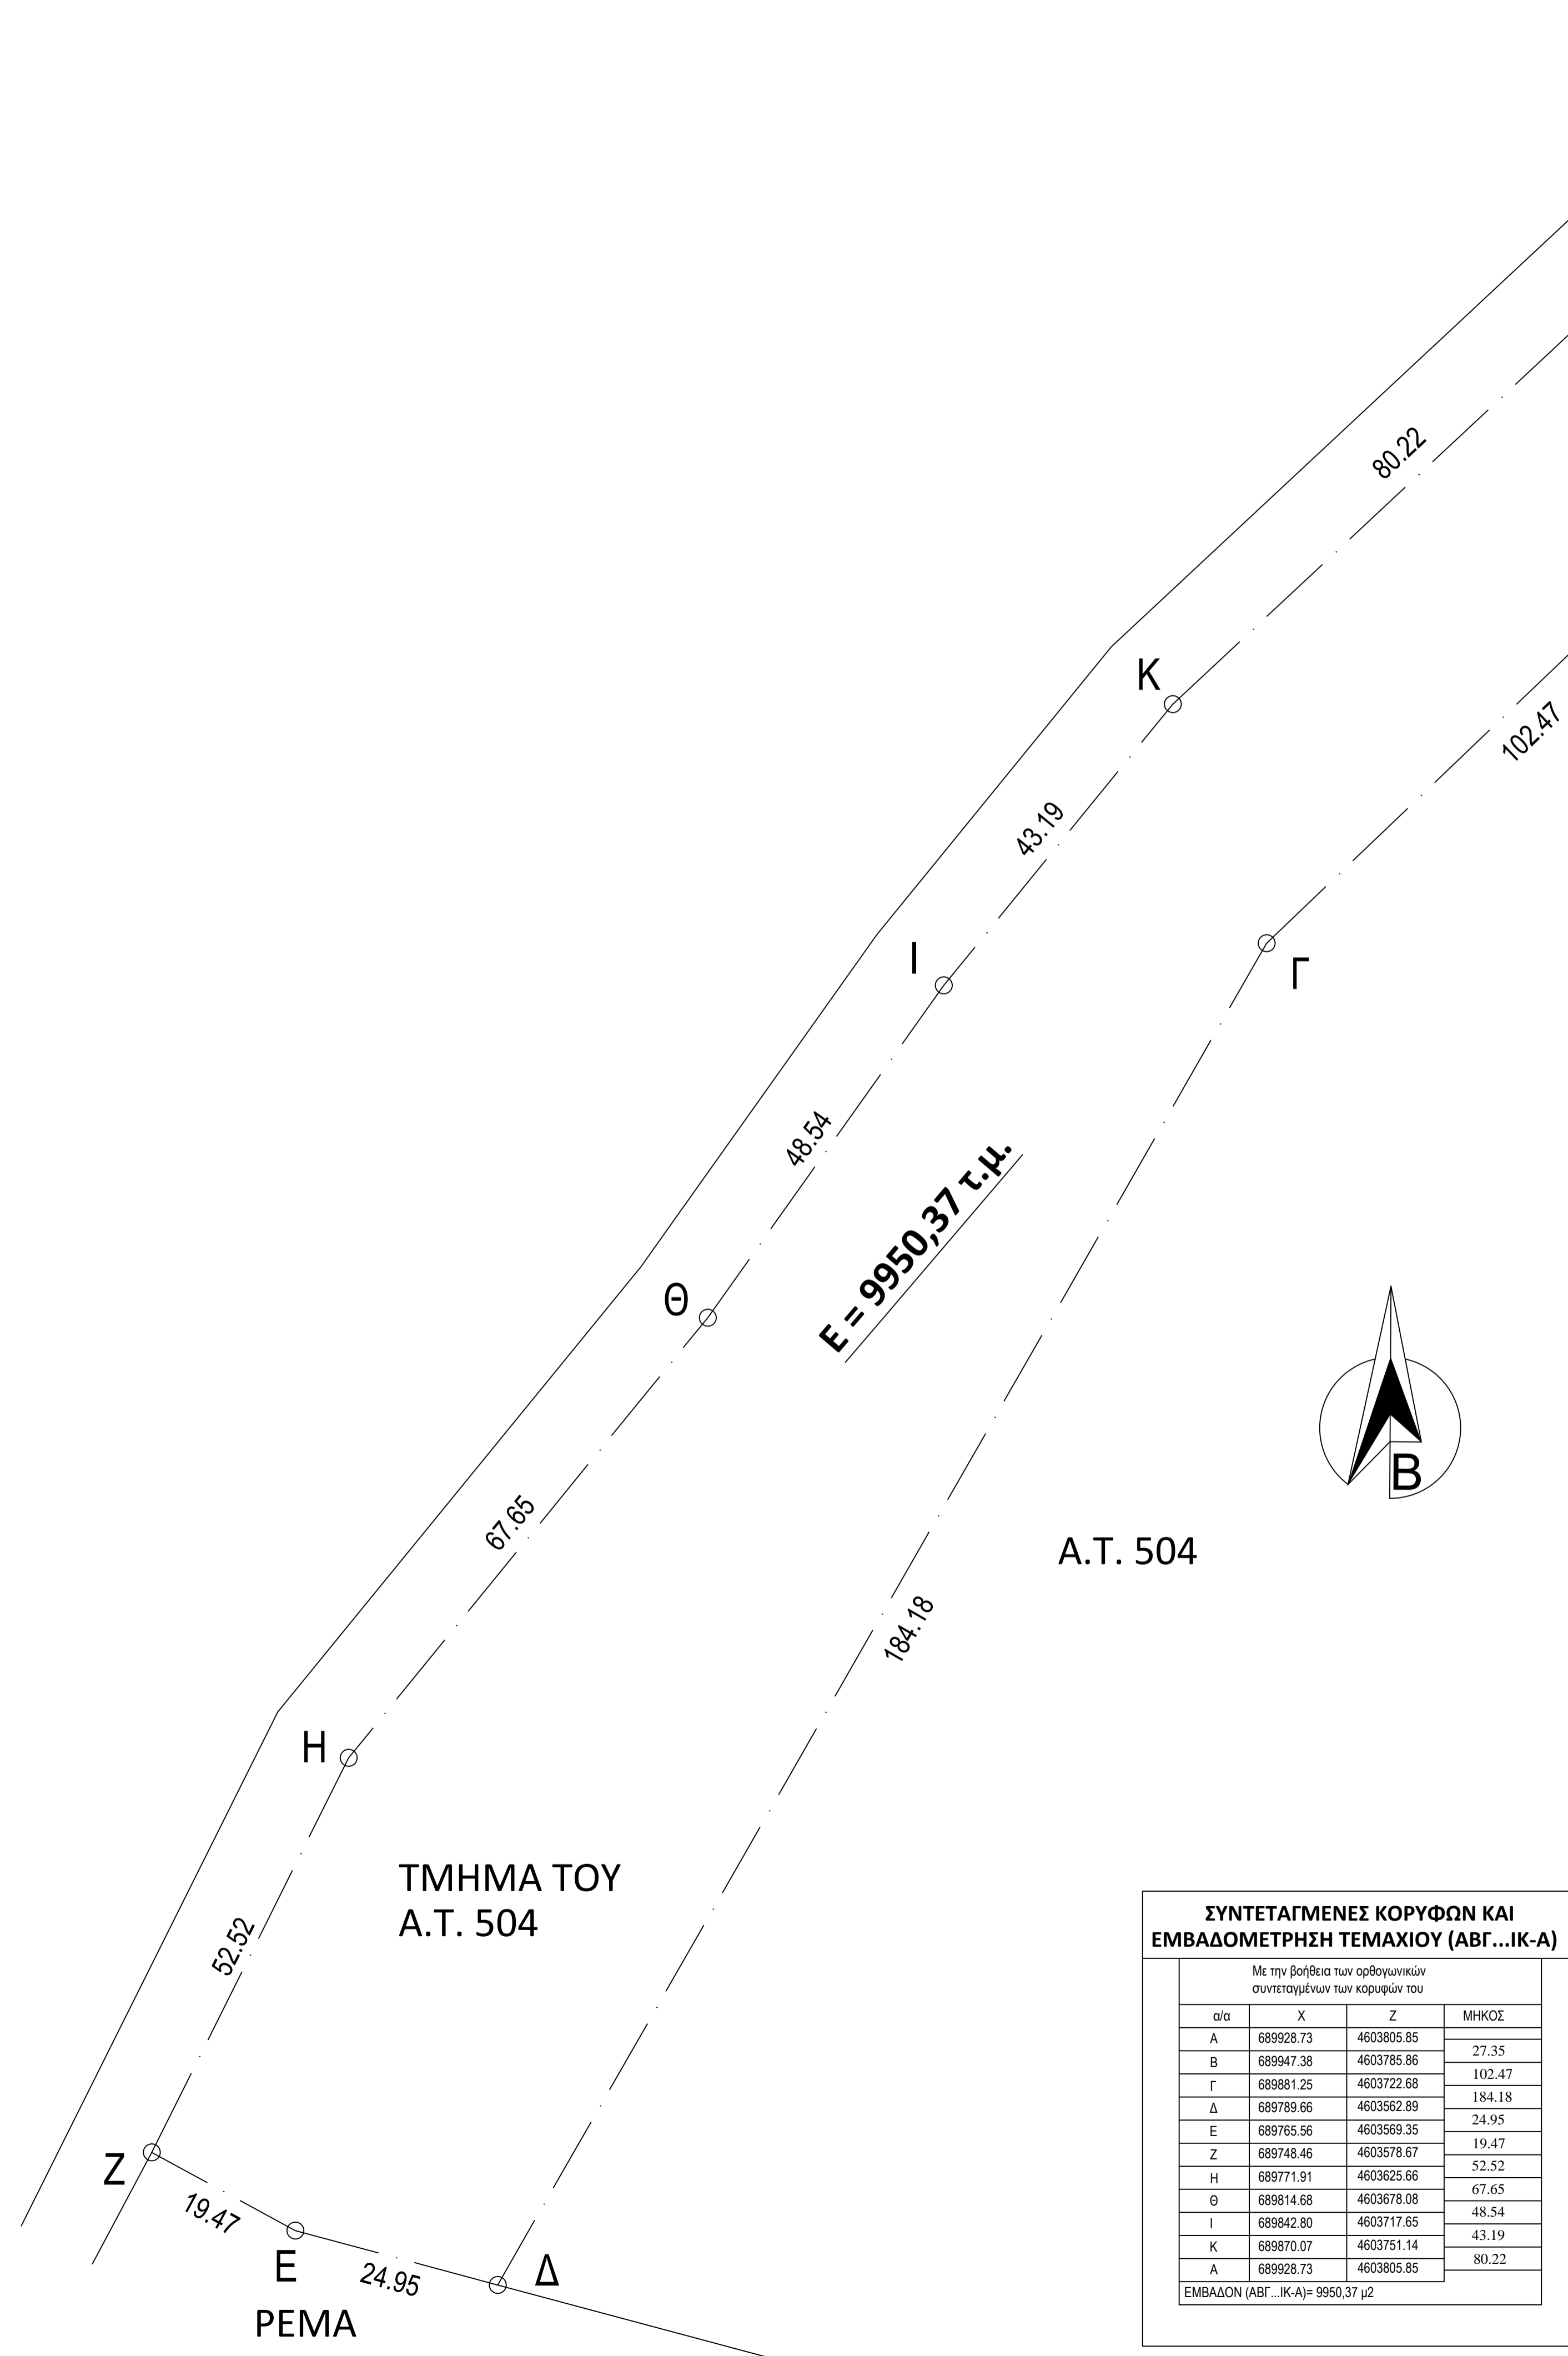 80.22
Κ
102.47
43.19
Ι
Γ
48.54
Ε = 9950,37 τ.μ.
Θ
Β
67.65
Α.Τ. 504
184.18
Η
ΤΜΗΜΑ ΤΟΥ
Α.Τ. 504
52.52
Ζ
19.47
Ε
24.95
Δ
ΡΕΜΑ
ΣΥΝΤΕΤΑΓΜΕΝΕΣ ΚΟΡΥΦΩΝ ΚΑΙ
ΕΜΒΑΔΟΜΕΤΡΗΣΗ ΤΕΜΑΧΙΟΥ (ΑΒΓ...ΙΚ-Α)
Με την βοήθεια των ορθογωνικών
συντεταγμένων των κορυφών του
α/α Χ Ζ ΜΗΚΟΣ
Α 689928.73 4603805.85
27.35
Β 689947.38 4603785.86
102.47
Γ 689881.25 4603722.68
184.18
Δ 689789.66 4603562.89
24.95
Ε 689765.56 4603569.35
19.47
Ζ 689748.46 4603578.67
52.52
Η 689771.91 4603625.66
67.65
Θ 689814.68 4603678.08
48.54
Ι 689842.80 4603717.65
43.19
Κ 689870.07 4603751.14
80.22
Α 689928.73 4603805.85
ΕΜΒΑΔΟΝ (ΑΒΓ...ΙΚ-Α)= 9950,37 μ2